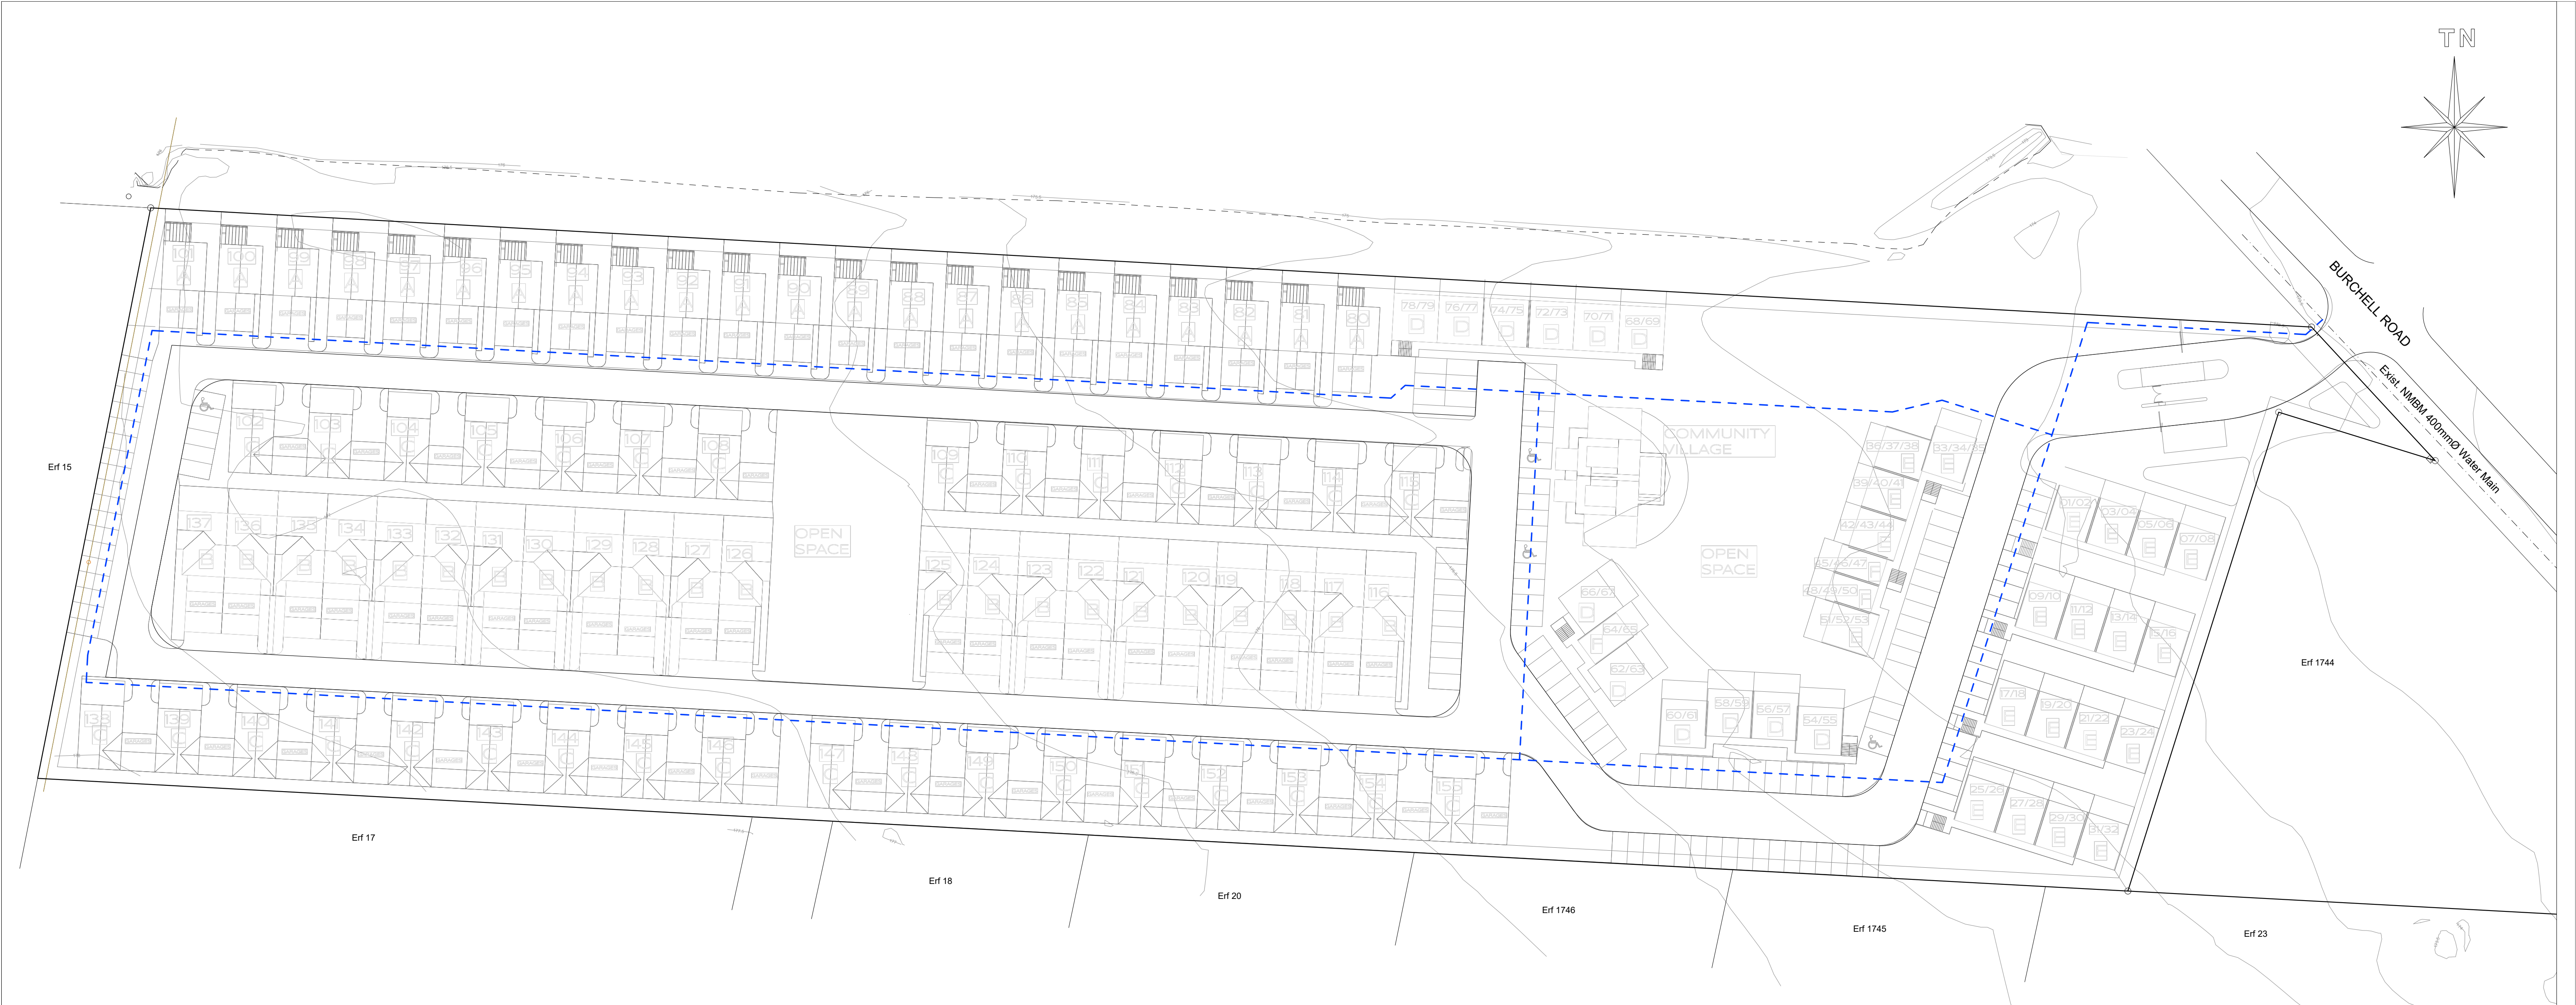 TN
BURCHELL ROAD
Exist. NMBM 400mmØ Water Main
101 100 99 98 97 96 95 94 93 92 91 90 89 88 87 86 85 84 83 82 81 80
A A A A A A A A A A A A A A A A A A A A A A
78/79 76/77 74/75 72/73 70/71 68/69
D D D D D D
102 103 104 105 106 107 108
C C C C C C C
109 110 111 112 113 114 115
C C C C C C C
COMMUNITY
VILLAGE
36/37/38 33/34/35
E E
39/40/41
42/43/44
E
45/46/47
F
48/49/50
F
51/52/53
E
01/02 03/04 05/06 07/08
E E E E
Erf 15
137 136 135 134 133 132 131 130 129 128 127 126
B B B B B B B B B B B B
OPEN
SPACE
125 124 123 122 121 120 119 118 117 116
B B B B B B B B B B
OPEN
SPACE
66/67
D
64/65
F
62/63
D
09/10 11/12 13/14 15/16
E E E E
Erf 1744
60/61 58/59 56/57 54/55
D D D D
17/18 19/20 21/22 23/24
E E E E
138 139 140 141 142 143 144 145 146 147 148 149 150 151 152 153 154 155
C C C C C C C C C C C C C C C C C C
25/26 27/28 29/30 31/32
E E E E
Erf 17
Erf 18
Erf 20
Erf 1746
Erf 1745
Erf 23